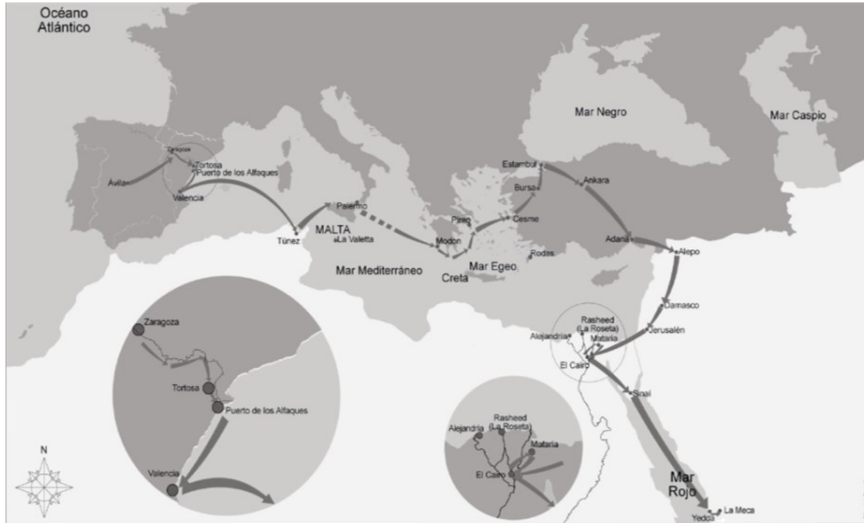 Océano
Atlántico
Mar Negro
Mar Caspio
Zaragoza
Tortosa
Puerto de los Alfaques
Ávila
Valencia
Estambul
Ankara
Bursa
Palermo
Pireo
Cesme
Túnez
MALTA
La Valetta
Modon
Adana
Alepo
Mar Mediterráneo
Creta
Mar Egeo
Rodas
Damasco
Jerusalén
Alejandría
Rasheed
(La Roseta)
Mataria
El Cairo
Sinaí
Zaragoza
Tortosa
Puerto de los Alfaques
Valencia
Alejandría
Rasheed
(La Roseta)
Mataria
El Cairo
N
Mar
Rojo
Yedda
La Meca